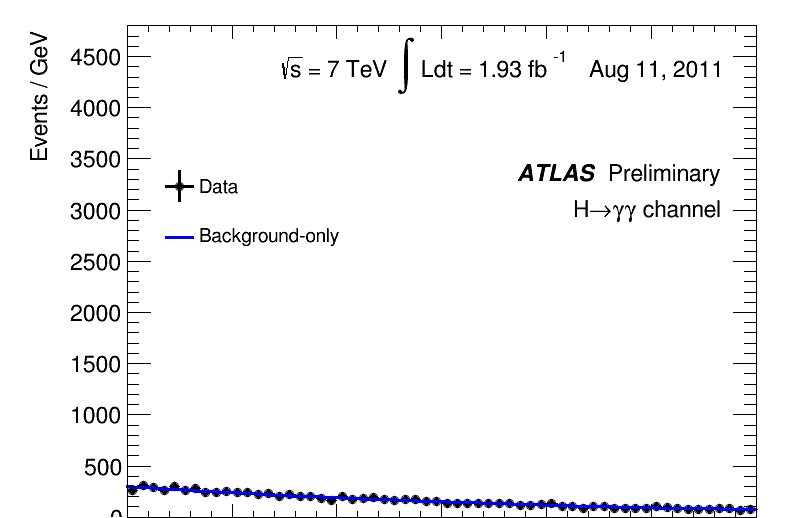 Events / GeV
4500
4000
3500
3000
2500
2000
1500
1000
500
0
√s = 7 TeV ∫ Ldt = 1.93 fb -1 Aug 11, 2011
ATLAS Preliminary
H→γγ channel
Data
Background-only